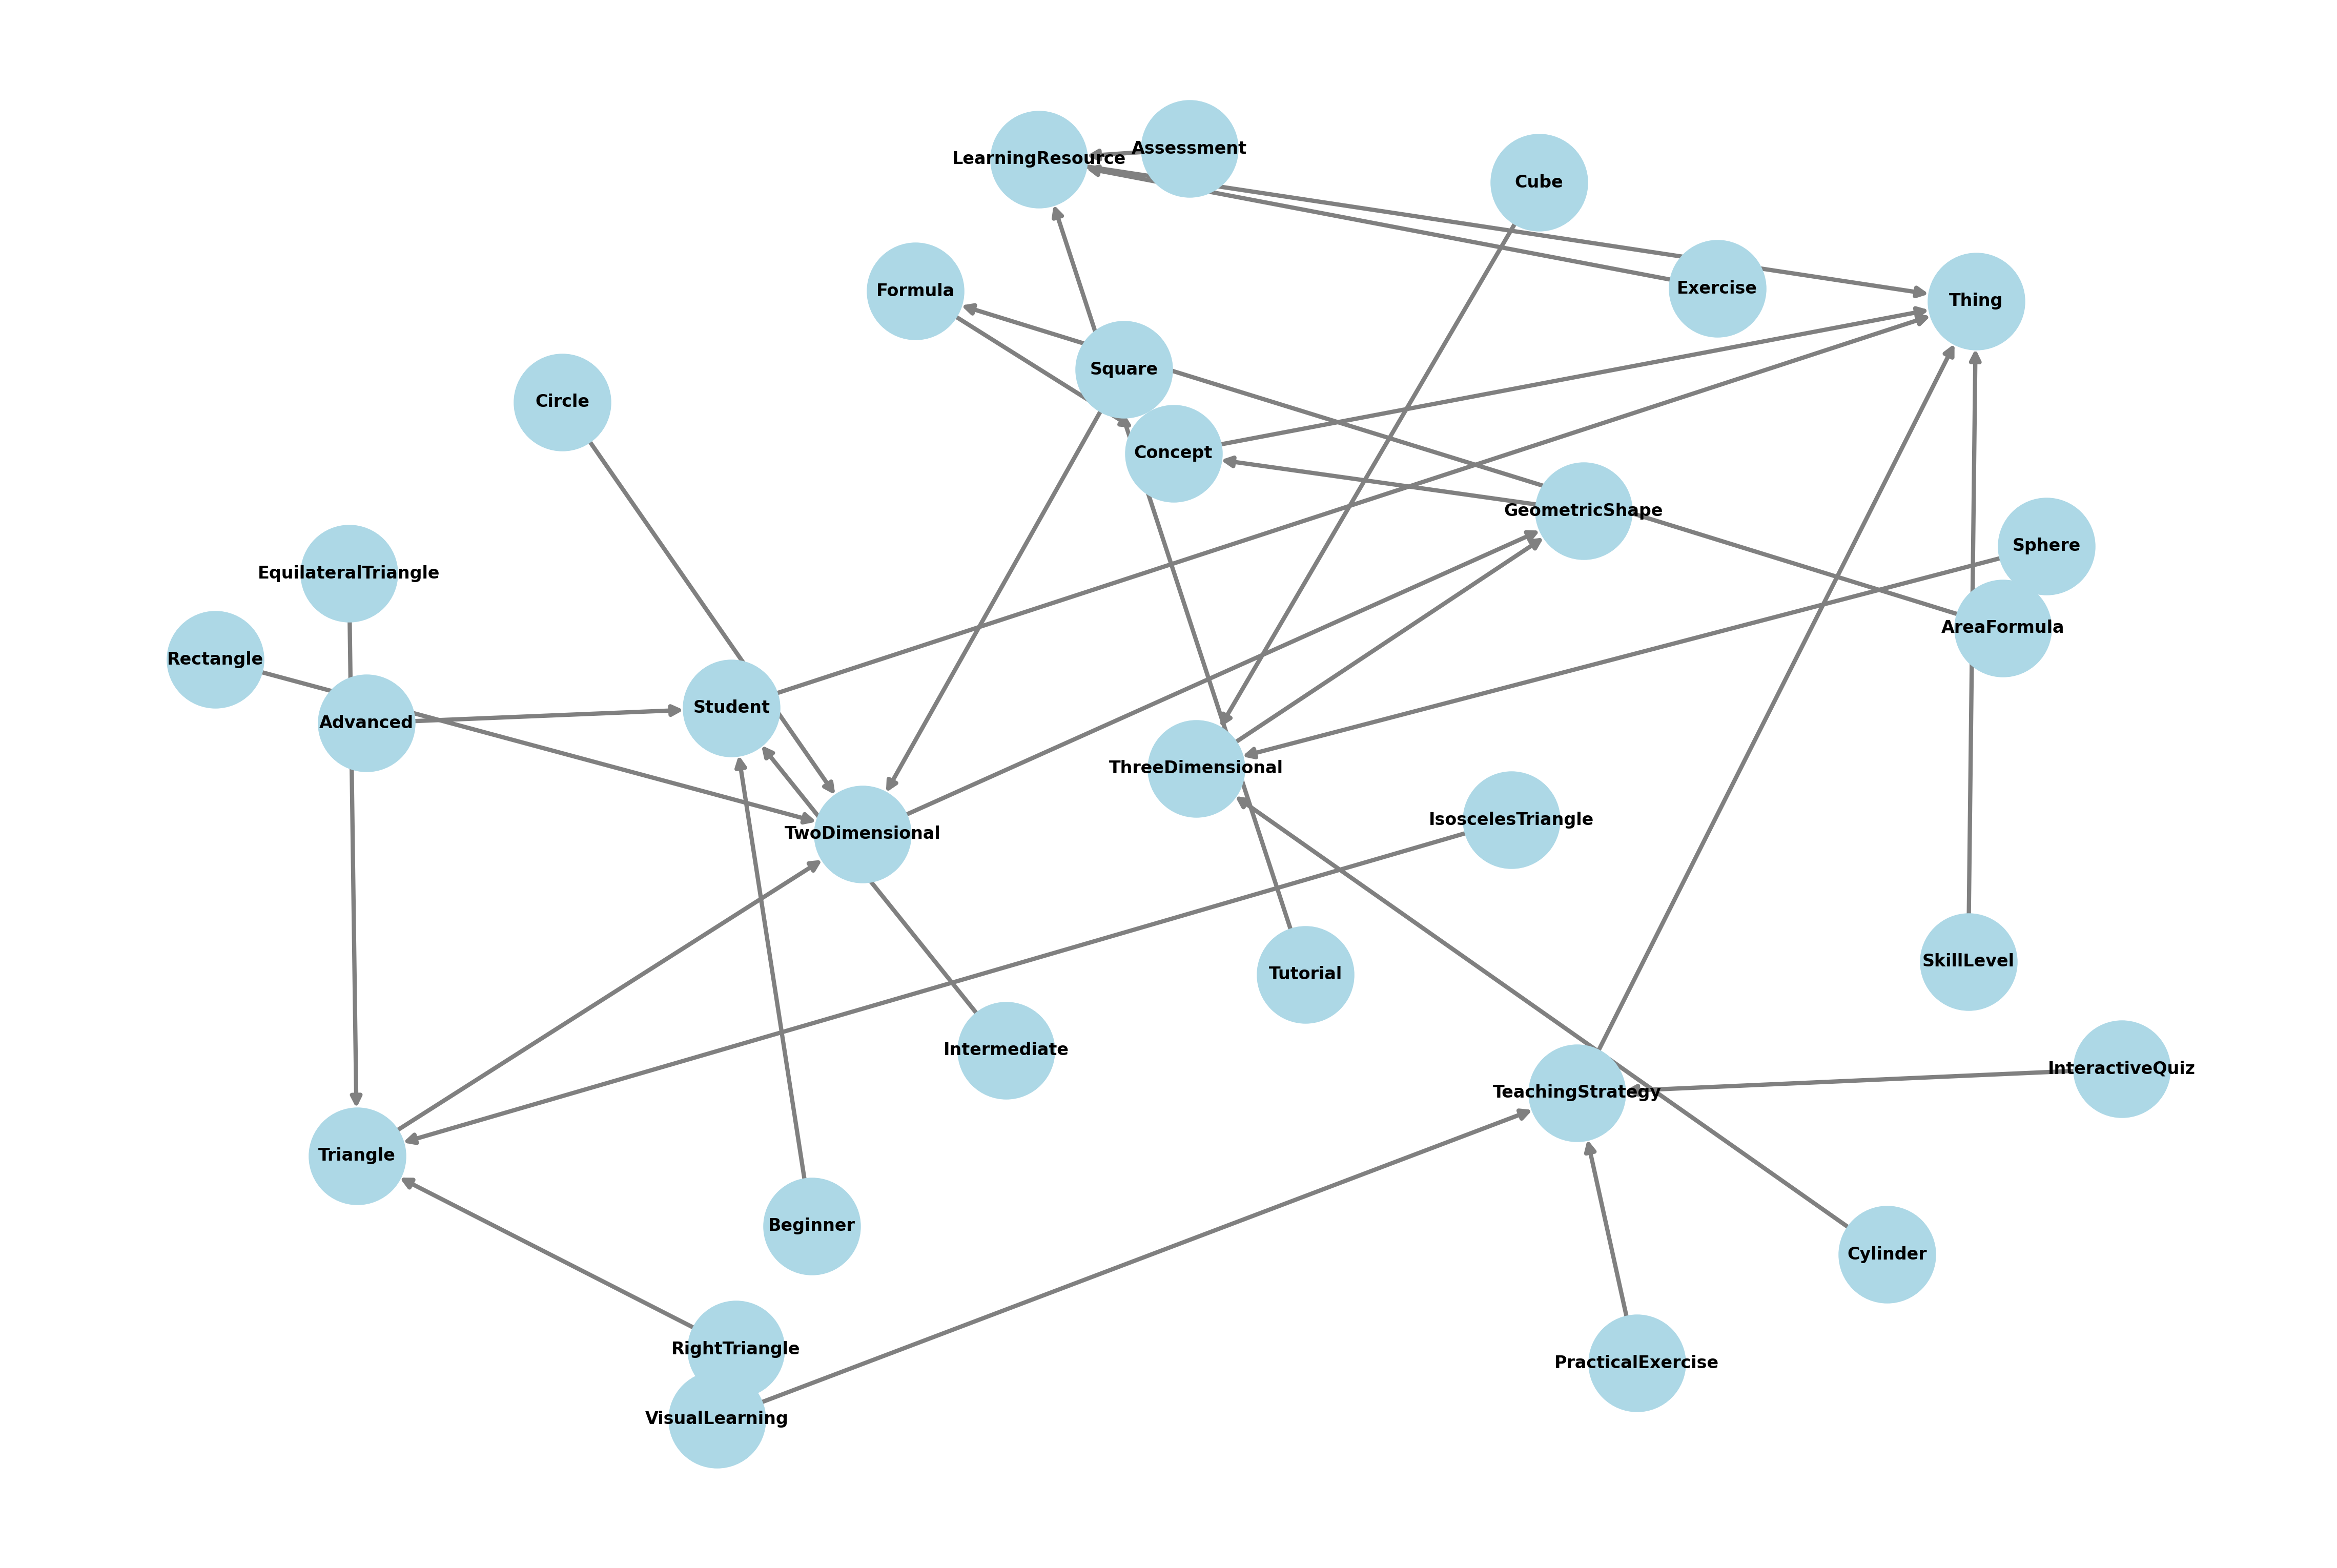 Assessment
LearningResource
Cube
Exercise
Formula
Thing
Square
Circle
Concept
GeometricShape
Sphere
EquilateralTriangle
AreaFormula
Rectangle
Student
Advanced
ThreeDimensional
IsoscelesTriangle
TwoDimensional
SkillLevel
Tutorial
Intermediate
InteractiveQuiz
TeachingStrategy
Triangle
Beginner
Cylinder
RightTriangle
PracticalExercise
VisualLearning